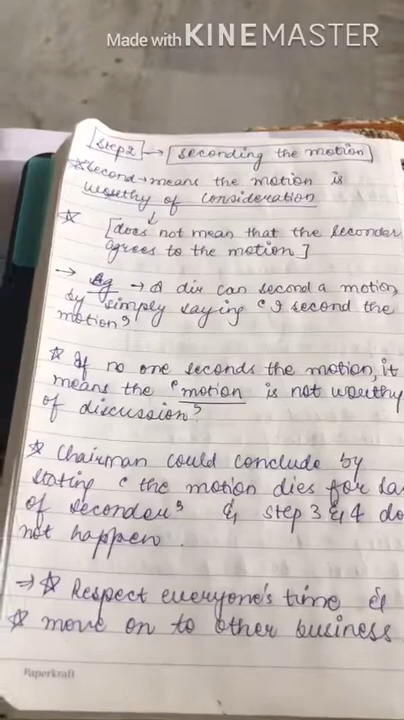 Made with KINEMASTER
Step 2 → seconding the motion
☆ Second → means the motion is
worthy of consideration
☆ [does not mean that the seconder
agrees to the motion]
→ Eg → A dir can second a motion
by simply saying "I second the
motion"
☆ If no one seconds the motion, it
means the "motion is not worthy
of discussion"
☆ Chairman could conclude by
stating "the motion dies for
of seconder" & step 3 & 4 do
not happen.
→ ☆ Respect everyone's time &
☆ move on to other business
Paperkraft